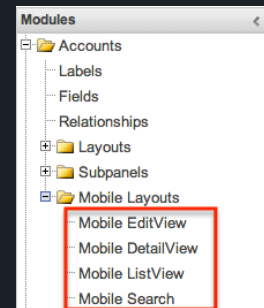 Modules
Accounts
Labels
Fields
Relationships
Layouts
Subpanels
Mobile Layouts
Mobile EditView
Mobile DetailView
Mobile ListView
Mobile Search